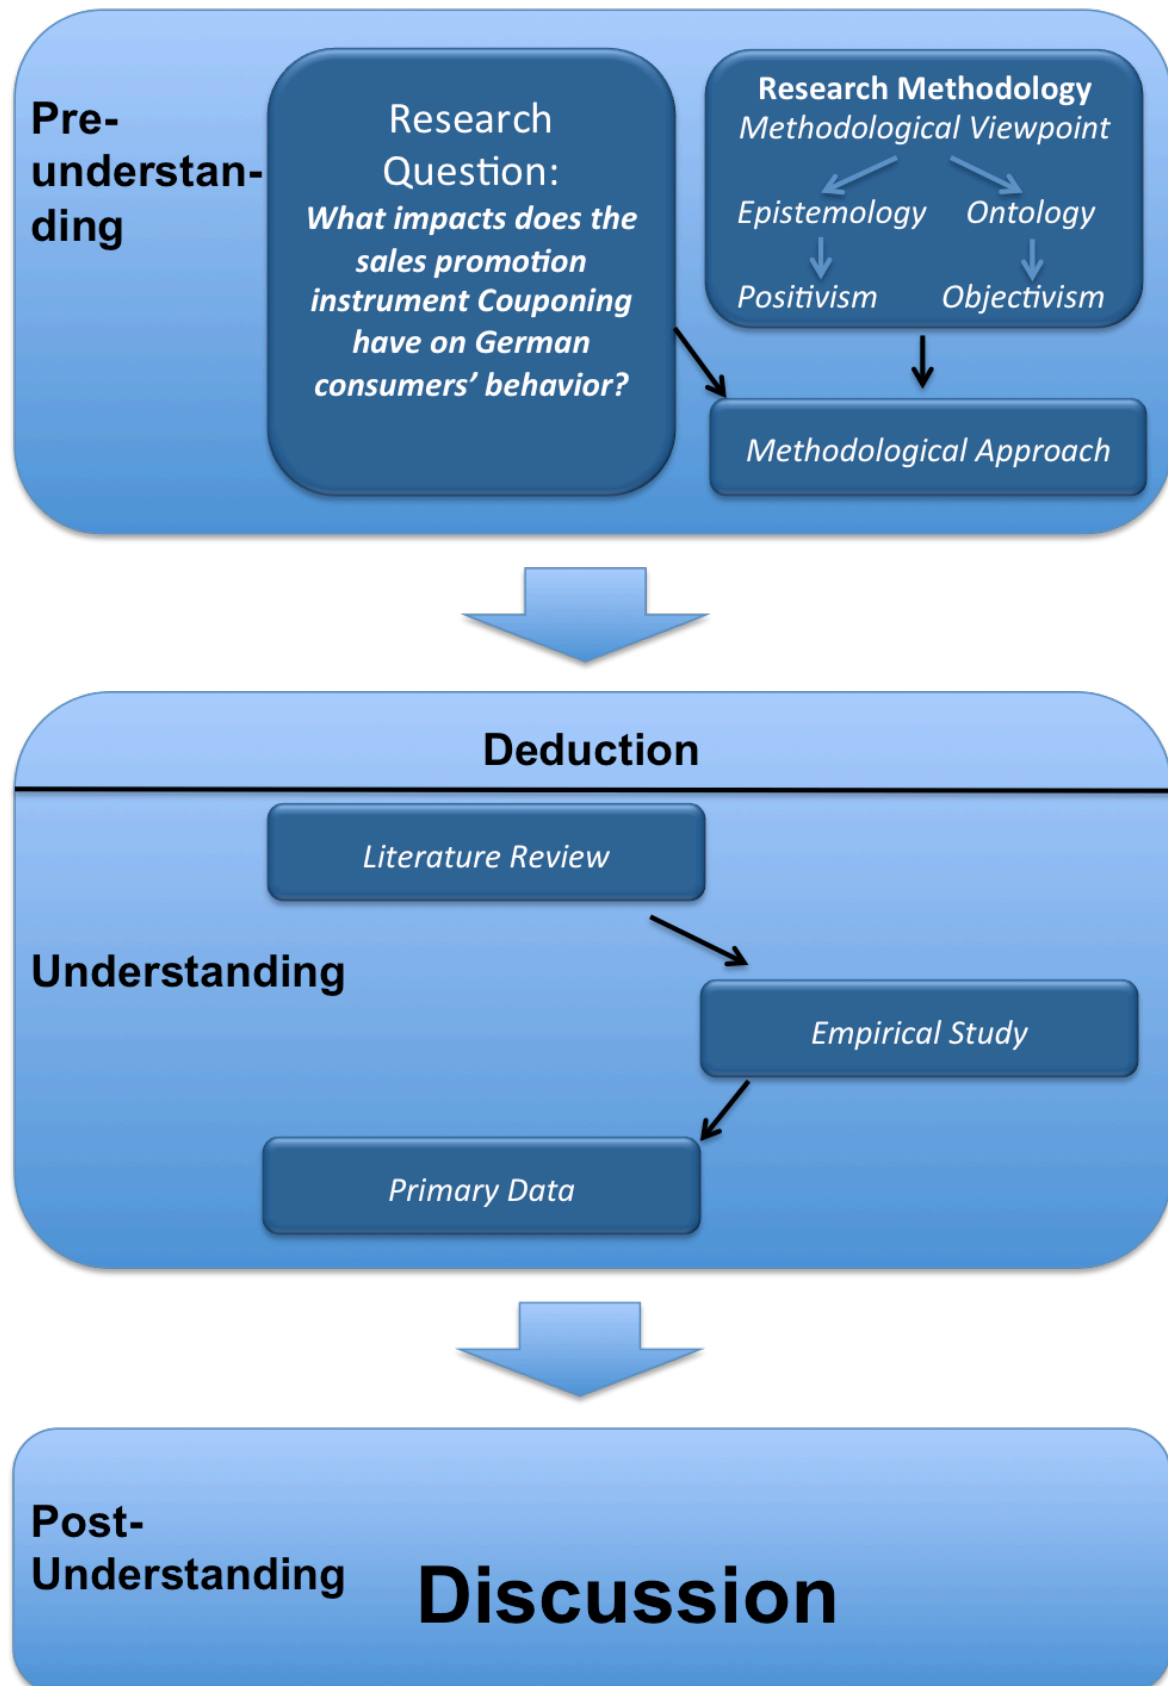 Pre-
understan-
ding
Research
Question:
What impacts does the
sales promotion
instrument Couponing
have on German
consumers’ behavior?
Research Methodology
Methodological Viewpoint
Epistemology
Ontology
Positivism
Objectivism
Methodological Approach
Deduction
Literature Review
Understanding
Empirical Study
Primary Data
Post-
Understanding
Discussion